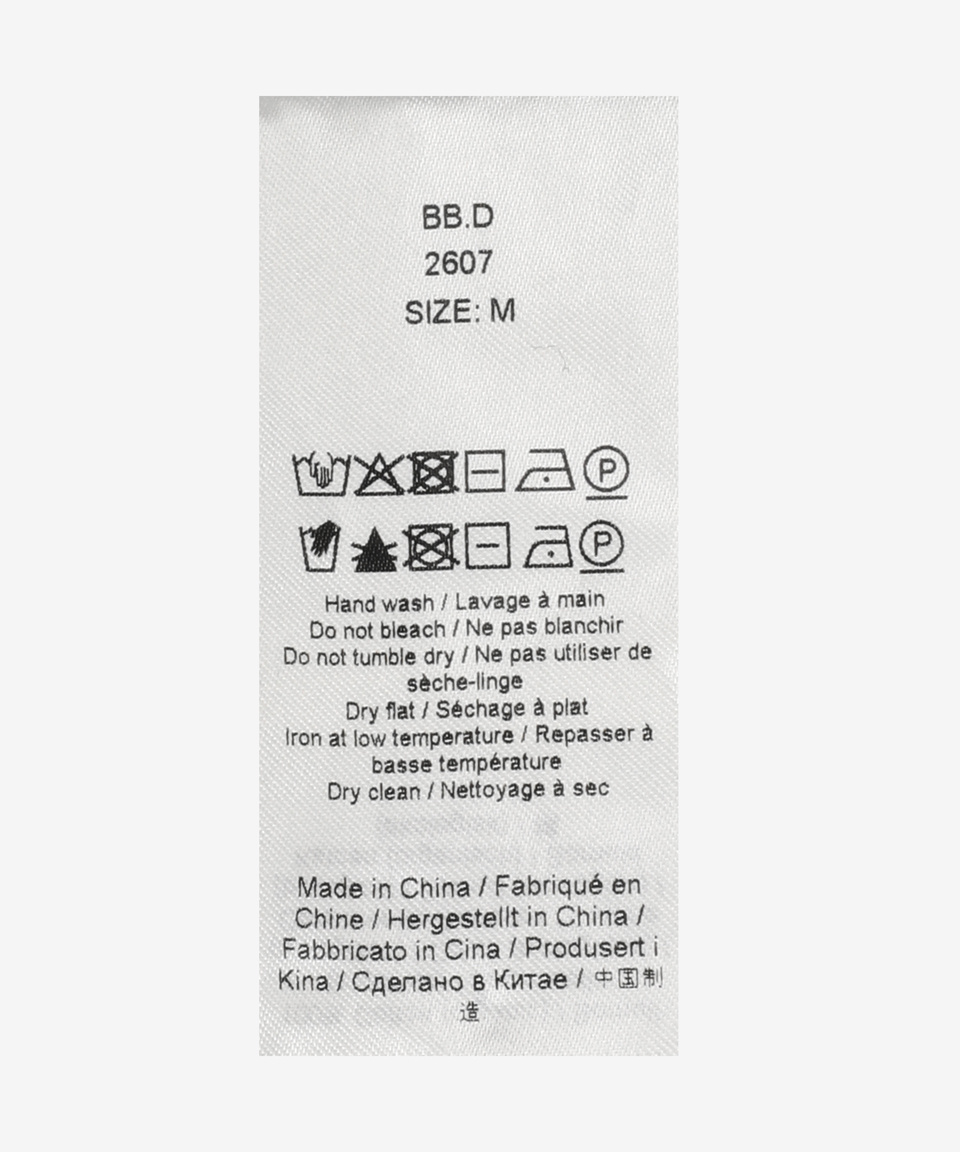 BB.D
2607
SIZE: M
P
P
Hand wash / Lavage à main
Do not bleach / Ne pas blanchir
Do not tumble dry / Ne pas utiliser de
sèche-linge
Dry flat / Séchage à plat
Iron at low temperature / Repasser à
basse température
Dry clean / Nettoyage à sec
Made in China / Fabriqué en
Chine / Hergestellt in China /
Fabbricato in Cina / Produsert i
Kina / Сделано в Китае / 中国制
造